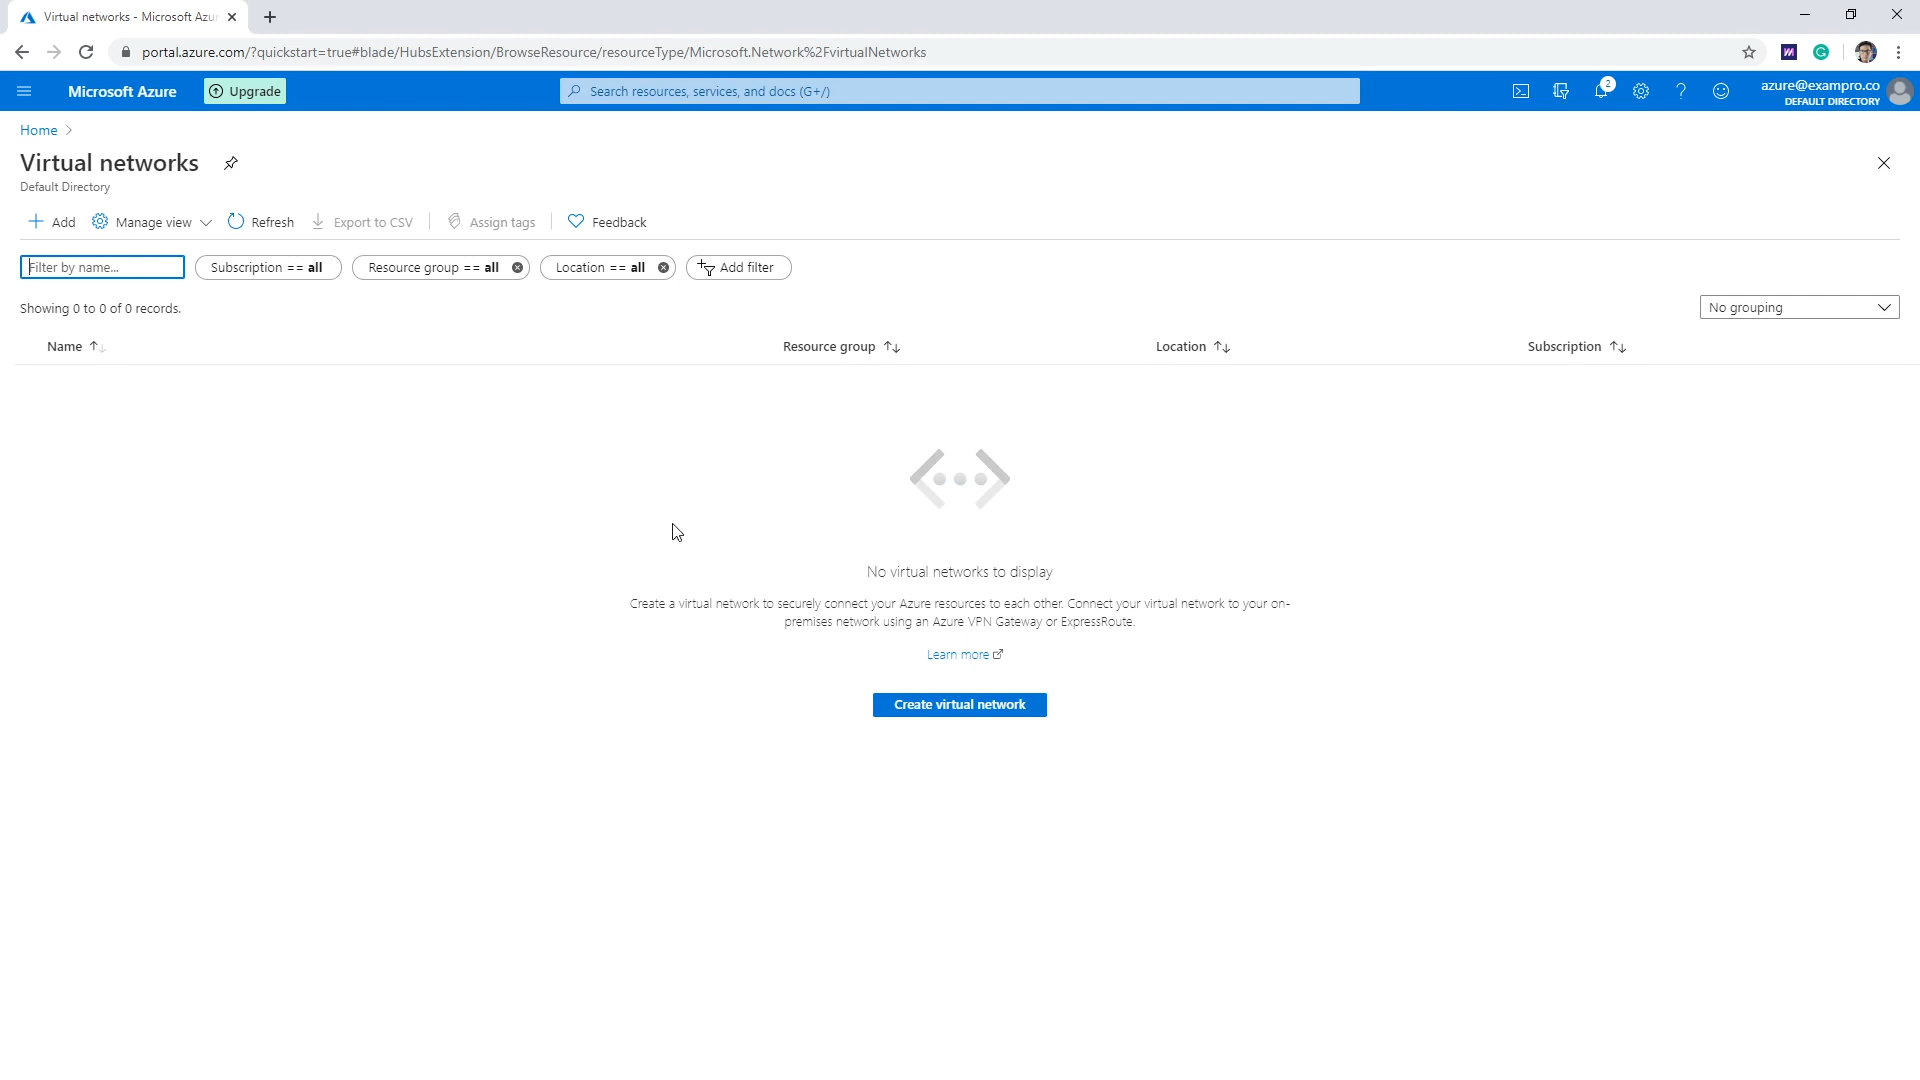 Virtual networks - Microsoft Azur
portal.azure.com/?quickstart=true#blade/HubsExtension/BrowseResource/resourceType/Microsoft.Network%2FvirtualNetworks
Microsoft Azure
Upgrade
Search resources, services, and docs (G+/)
2
azure@exampro.co
DEFAULT DIRECTORY
Home
Virtual networks
Default Directory
Add
Manage view
Refresh
Export to CSV
Assign tags
Feedback
Filter by name...
Subscription == all
Resource group == all
Location == all
Add filter
Showing 0 to 0 of 0 records.
No grouping
Name
Resource group
Location
Subscription
No virtual networks to display
Create a virtual network to securely connect your Azure resources to each other. Connect your virtual network to your on-
premises network using an Azure VPN Gateway or ExpressRoute.
Learn more
Create virtual network